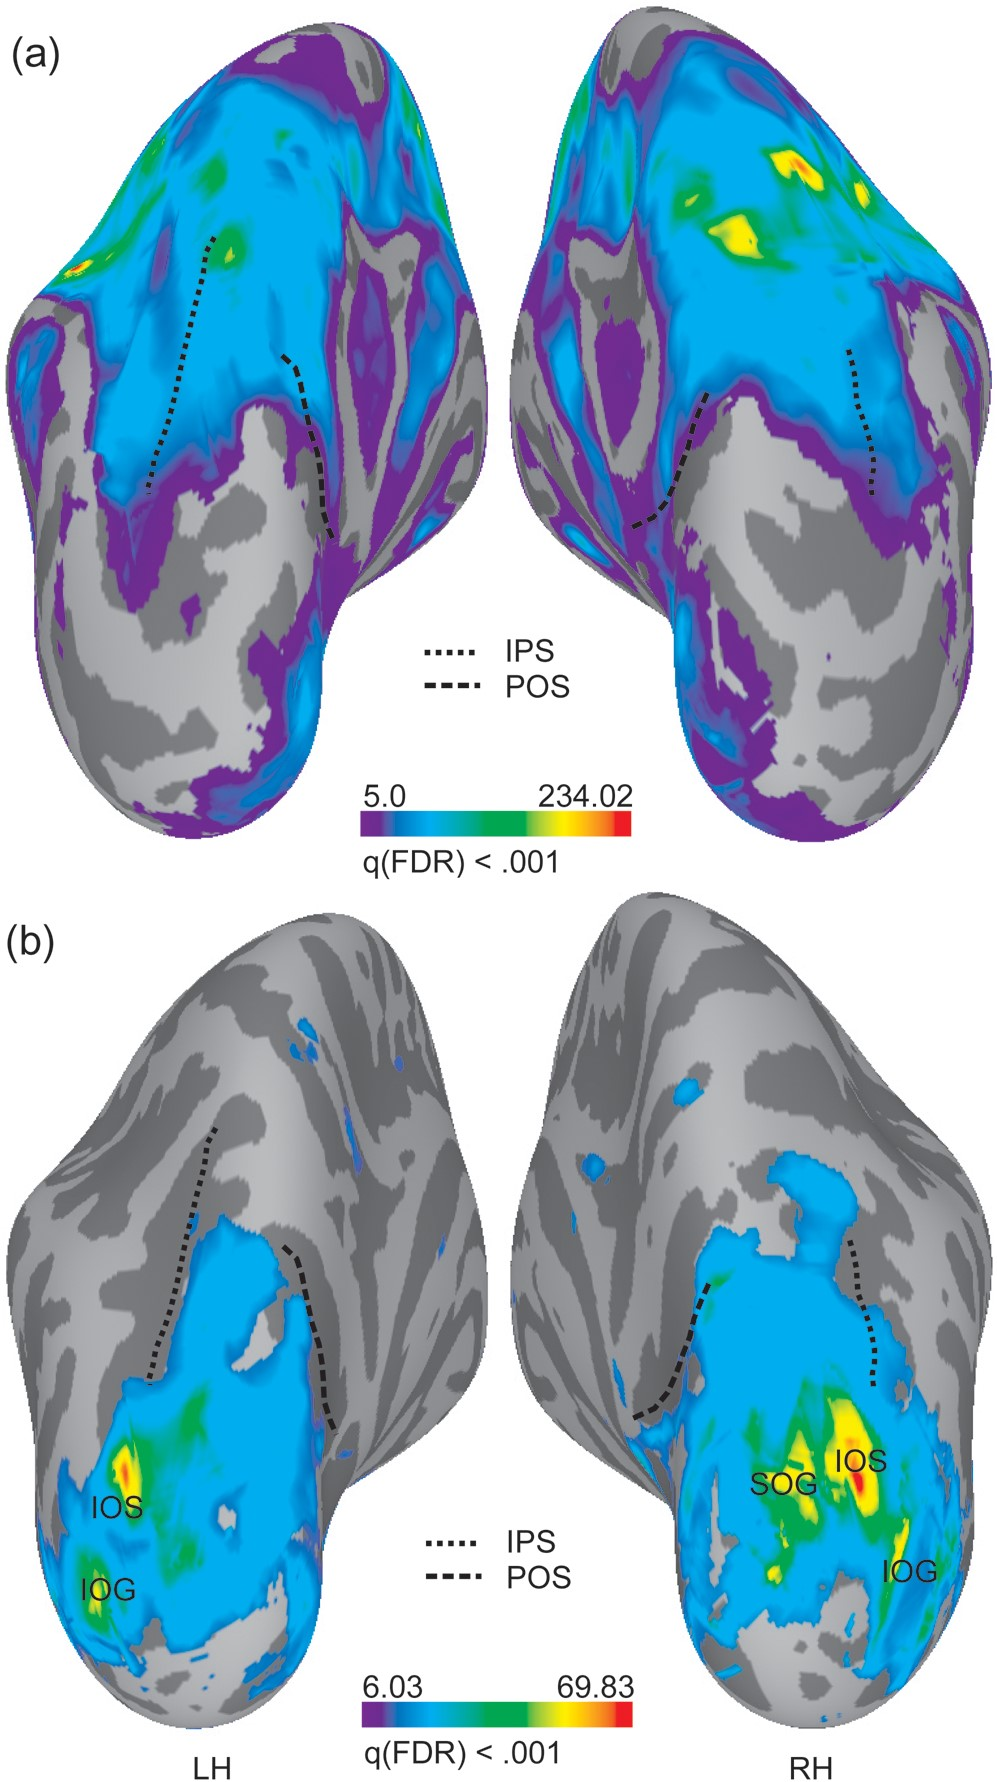 (a)
IPS
POS
5.0 234.02
q(FDR) < .001
(b)
IOS
IOG
SOG
IOS
IOG
IPS
POS
6.03 69.83
q(FDR) < .001
LH RH